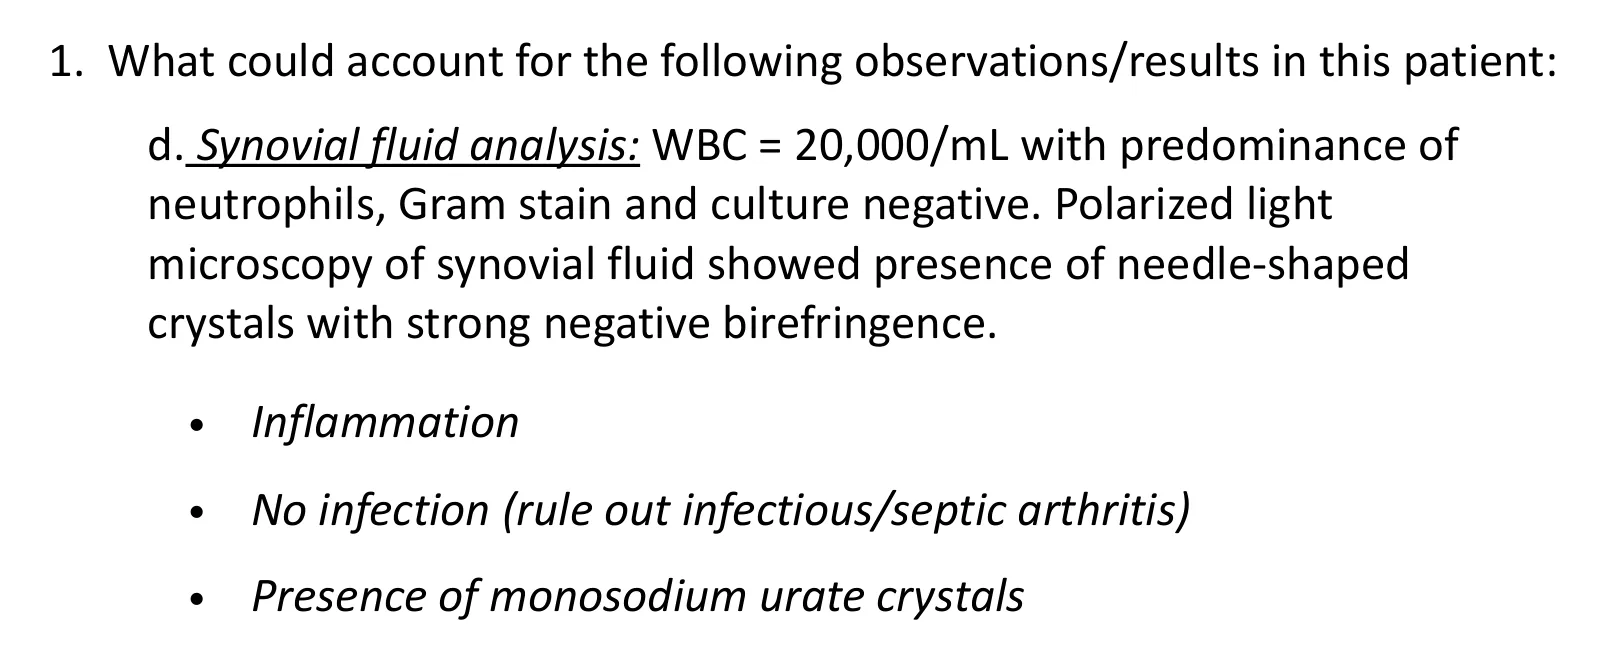 1. What could account for the following observations/results in this patient:
d. Synovial fluid analysis: WBC = 20,000/mL with predominance of
neutrophils, Gram stain and culture negative. Polarized light
microscopy of synovial fluid showed presence of needle-shaped
crystals with strong negative birefringence.
• Inflammation
• No infection (rule out infectious/septic arthritis)
• Presence of monosodium urate crystals